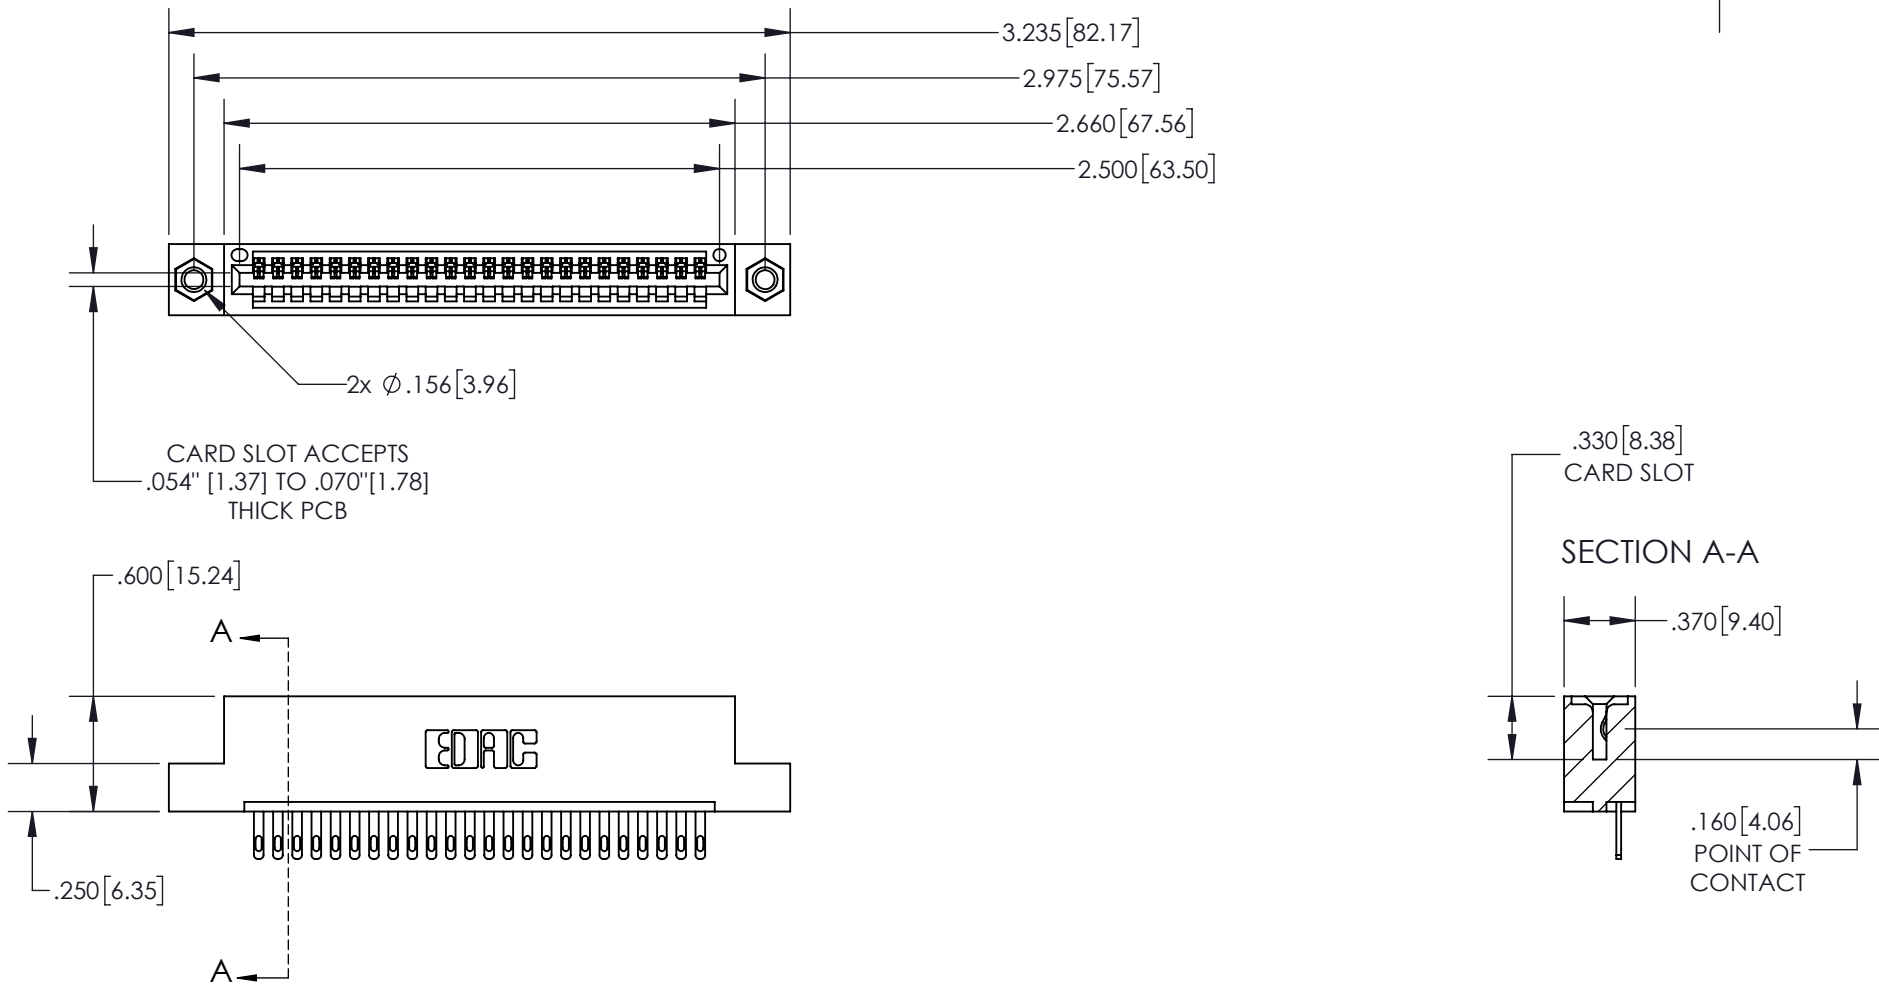 3.235[82.17]
2.975[75.57]
2.660[67.56]
2.500[63.50]
2x Ø.156[3.96]
CARD SLOT ACCEPTS
.054" [1.37] TO .070"[1.78]
THICK PCB
.330[8.38]
CARD SLOT
SECTION A-A
.600[15.24]
.370[9.40]
A
EDAC
.160[4.06]
POINT OF
CONTACT
.250[6.35]
A